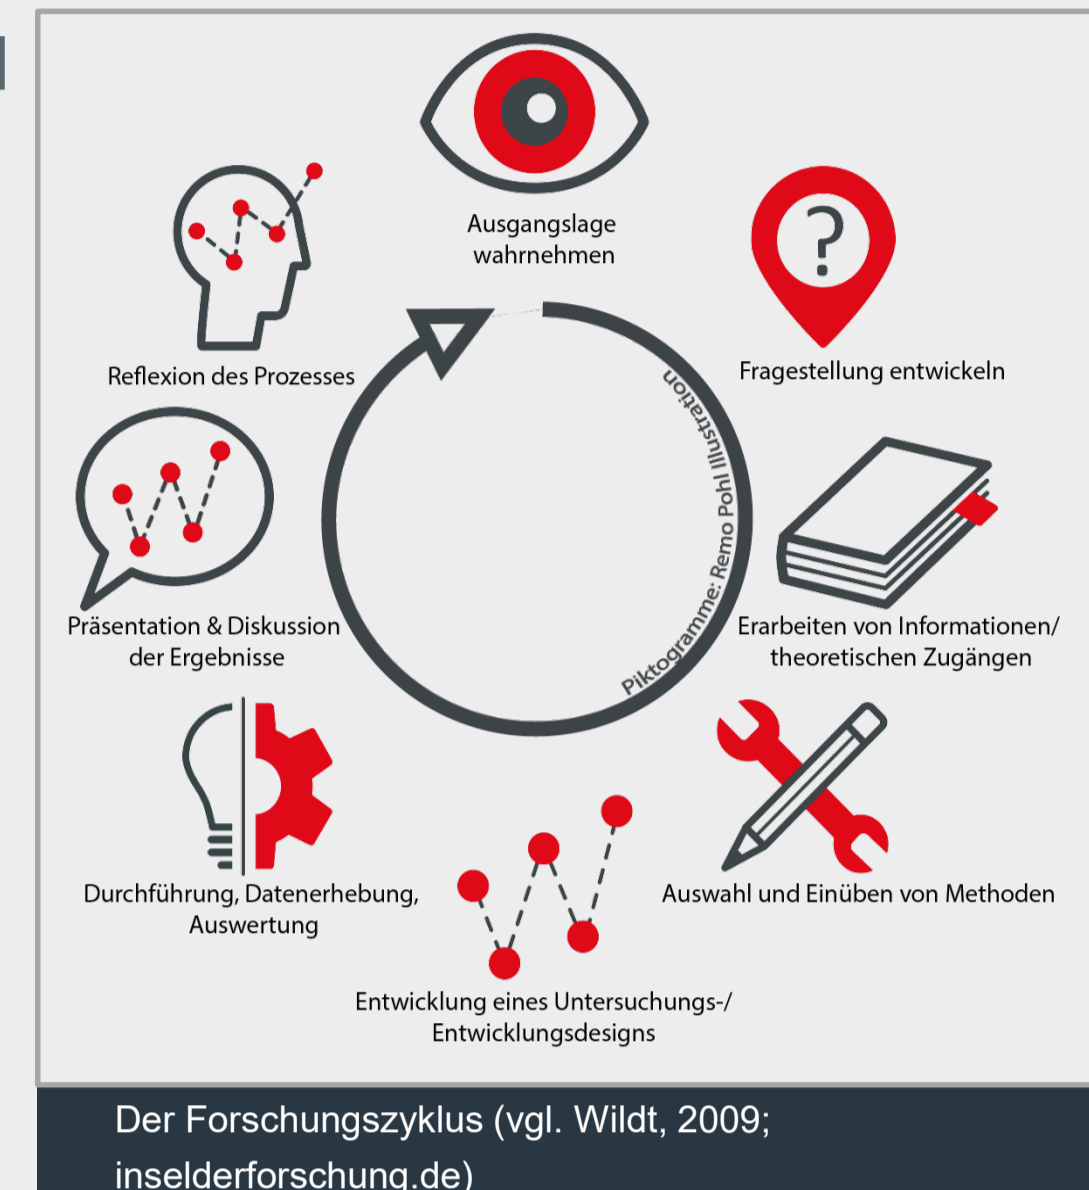 Ausgangslage
wahrnehmen
?
Fragestellung entwickeln
Erarbeiten von Informationen/
theoretischen Zugängen
Auswahl und Einüben von Methoden
Entwicklung eines Untersuchungs-/
Entwicklungsdesigns
Durchführung, Datenerhebung,
Auswertung
Präsentation & Diskussion
der Ergebnisse
Reflexion des Prozesses
Piktogramme: Remo Pohl Illustration
Der Forschungszyklus (vgl. Wildt, 2009;
inselderforschung.de)